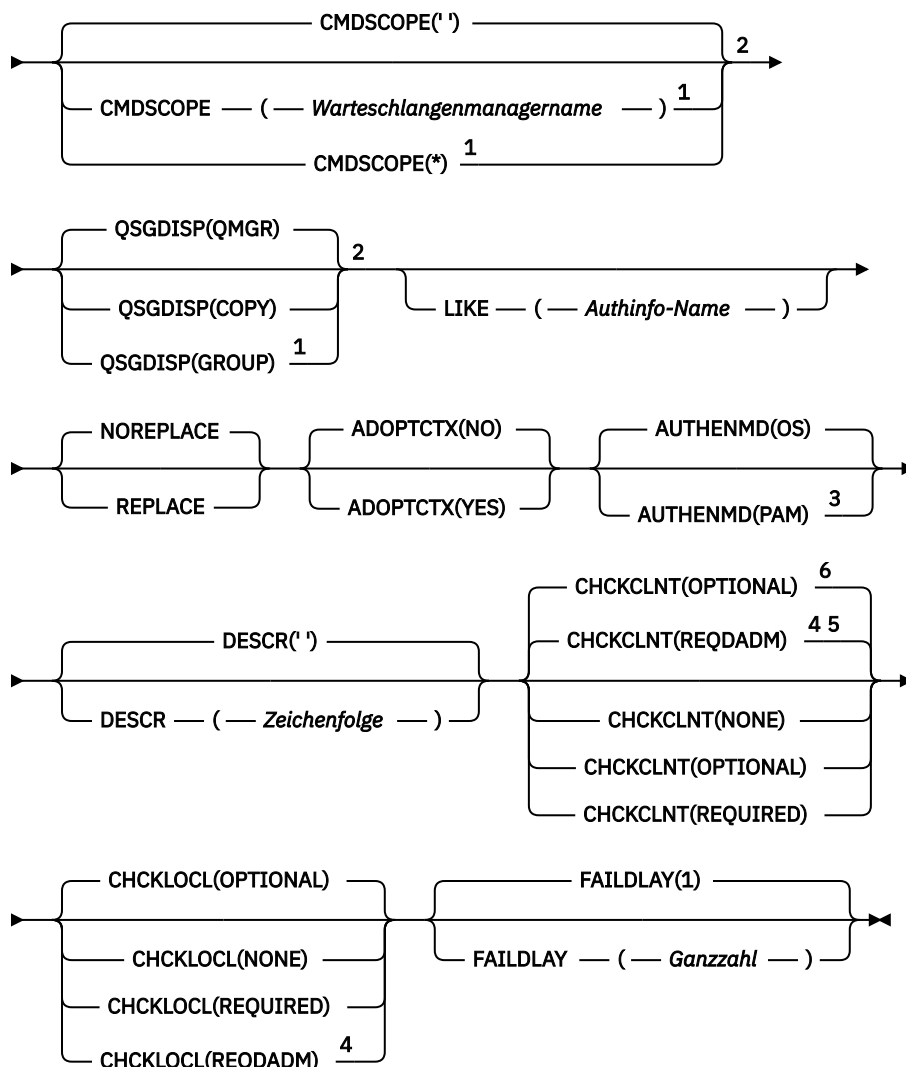 CMDSCOPE(' ')
2
CMDSCOPE ( Warteschlangenmanagername ) 1
CMDSCOPE(*) 1
QSGDISP(QMGR)
2
QSGDISP(COPY)
LIKE ( Authinfo-Name )
QSGDISP(GROUP) 1
NOREPLACE ADOPTCTX(NO) AUTHENMD(OS)
REPLACE ADOPTCTX(YES) AUTHENMD(PAM) 3
CHCKCLNT(OPTIONAL) 6
DESCR(' ') CHCKCLNT(REQDADM) 4 5
DESCR ( Zeichenfolge ) CHCKCLNT(NONE)
CHCKCLNT(OPTIONAL)
CHCKCLNT(REQUIRED)
CHCKLOCL(OPTIONAL) FAILDLAY(1)
CHCKLOCL(NONE) FAILDLAY ( Ganzzahl )
CHCKLOCL(REQUIRED)
CHCKLOCL(REQDADM) 4